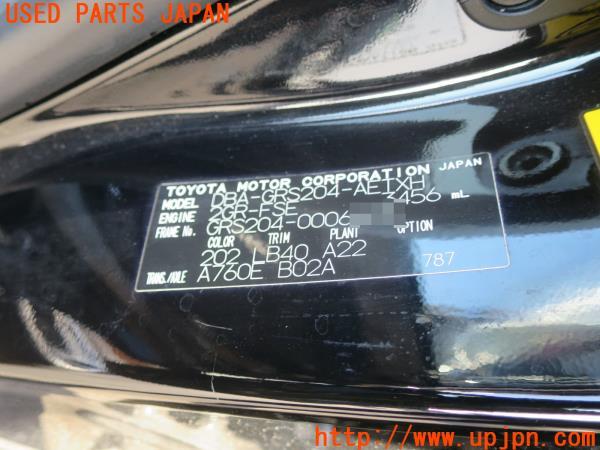 USED PARTS JAPAN
TOYOTA MOTOR CORPORATION JAPAN
MODEL DBA-GRS204-AETXH
ENGINE 2GR-FSE 3456 mL
FRAME No. GRS204-0006
COLOR TRIM PLANT OPTION
202 LB40 A22 787
TRANS./AXLE A760E B02A
http://www.upjpn.com